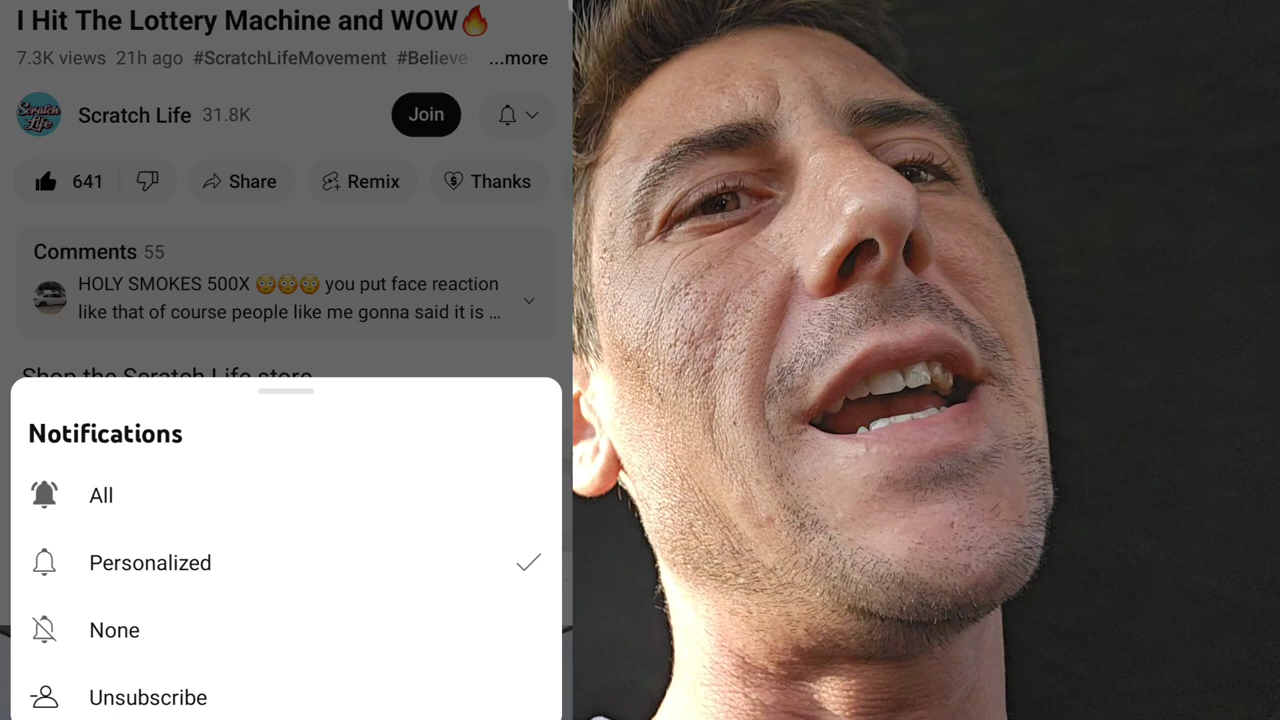 I Hit The Lottery Machine and WOW🔥
7.3K views 21h ago #ScratchLifeMovement #Believe ...more
Scratch Life
Scratch Life 31.8K Join
641 Share Remix Thanks
Comments 55
HOLY SMOKES 500X 😳😳😳 you put face reaction
like that of course people like me gonna said it is ...
Shop the Scratch Life store
Notifications
All
Personalized
None
Unsubscribe